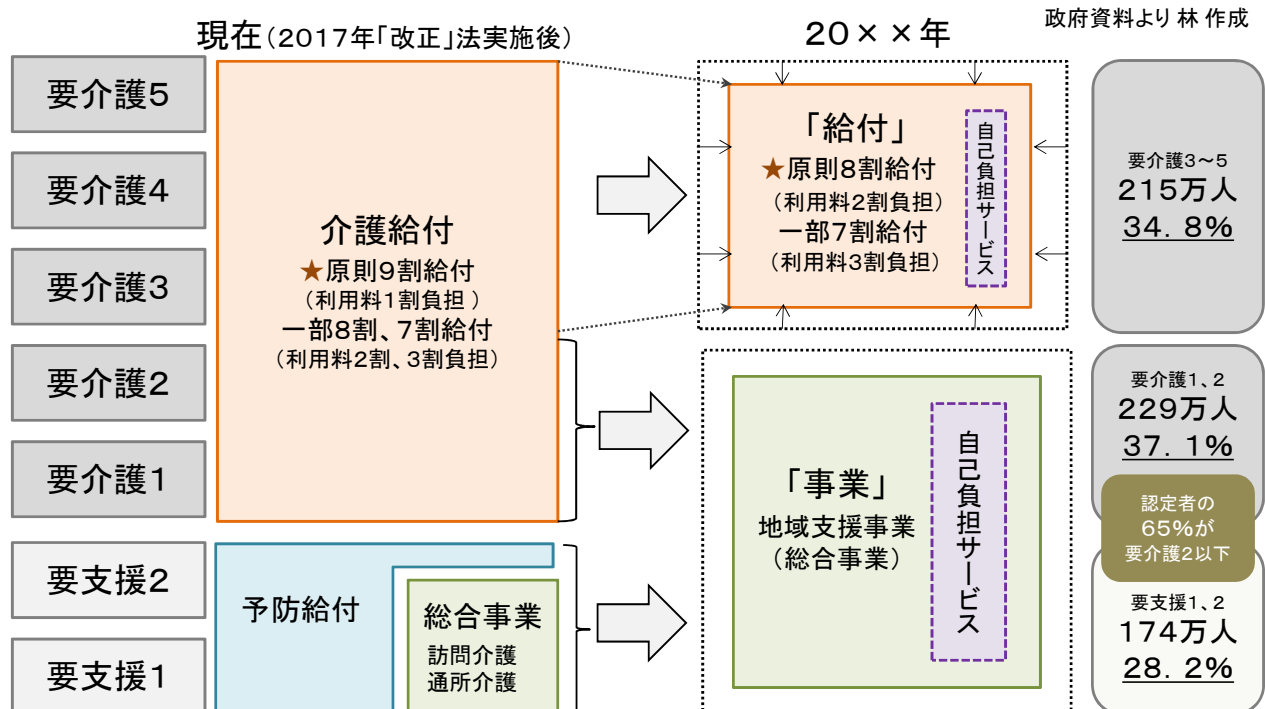 政府資料より 林 作成
現在(2017年「改正」法実施後)
20××年
要介護5
要介護4
要介護3
要介護2
要介護1
要支援2
要支援1
介護給付
★原則9割給付
(利用料1割負担 )
一部8割、7割給付
(利用料2割、3割負担)
予防給付
総合事業
訪問介護
通所介護
「給付」
★原則8割給付
(利用料2割負担)
一部7割給付
(利用料3割負担)
自己負担サービス
「事業」
地域支援事業
(総合事業)
自己負担サービス
要介護3～5
215万人
34. 8%
要介護1、2
229万人
37. 1%
認定者の
65%が
要介護2以下
要支援1、2
174万人
28. 2%